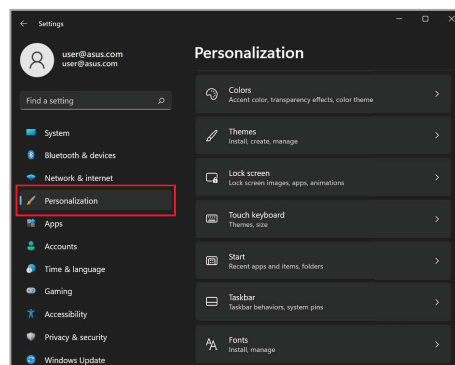 Settings
user@asus.com
user@asus.com
Find a setting
System
Bluetooth & devices
Network & internet
Personalization
Apps
Accounts
Time & language
Gaming
Accessibility
Privacy & security
Windows Update
Personalization
Colors
Accent color, transparency effects, color theme
Themes
Install, create, manage
Lock screen
Lock screen images, apps, animations
Touch keyboard
Themes, size
Start
Recent apps and items, folders
Taskbar
Taskbar behaviors, system pins
Fonts
Install, manage